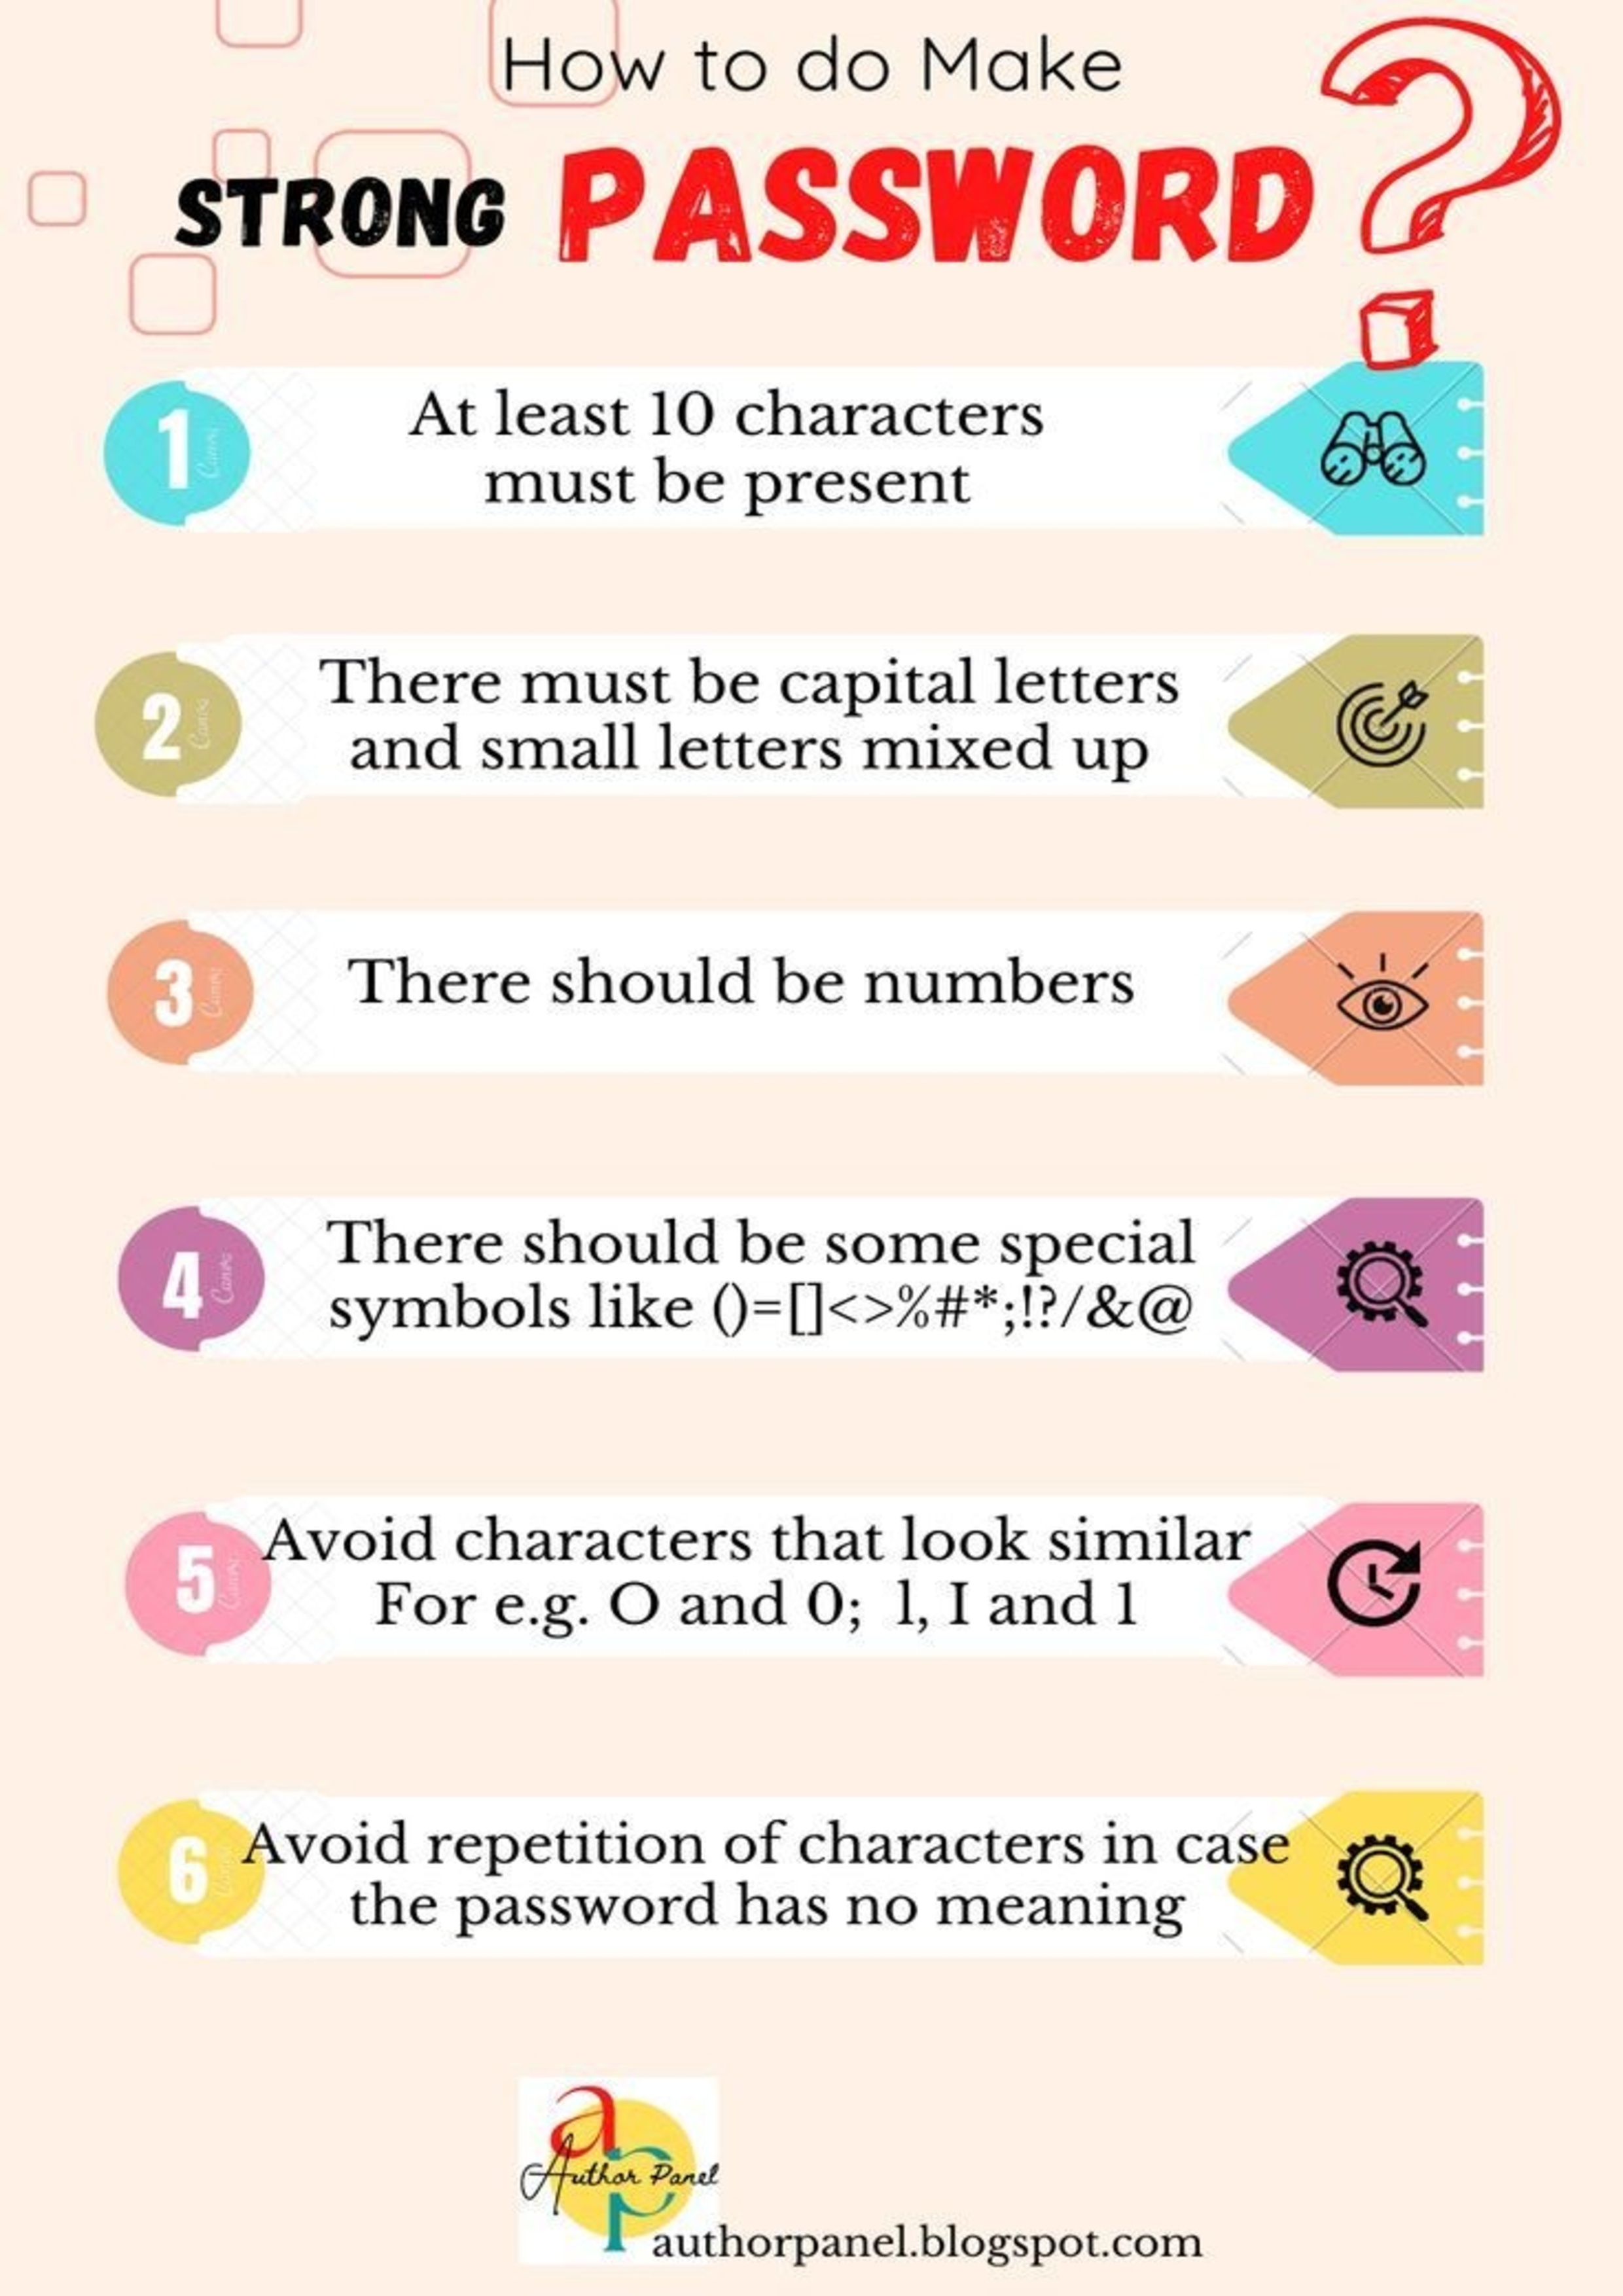 How to do Make
STRONG PASSWORD?
1
At least 10 characters
must be present
2
There must be capital letters
and small letters mixed up
3
There should be numbers
4
There should be some special
symbols like ()=[]<>%#*;!?/&@
5
Avoid characters that look similar
For e.g. O and 0;  l, I and 1
6
Avoid repetition of characters in case
the password has no meaning
a
Author Panel
p
authorpanel.blogspot.com